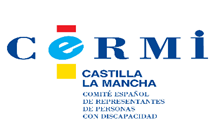 CERMI
CASTILLA
LA MANCHA
COMITÉ ESPAÑOL
DE REPRESENTANTES
DE PERSONAS
CON DISCAPACIDAD